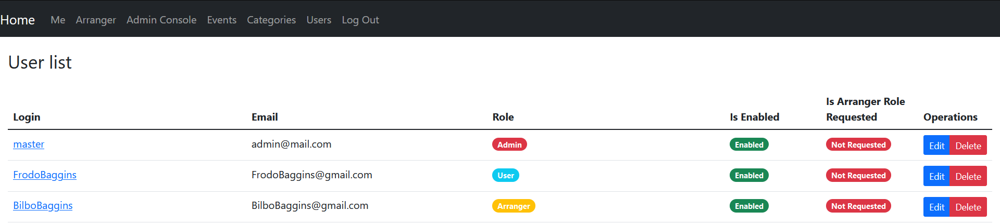 Home Me Arranger Admin Console Events Categories Users Log Out
User list
Login Email Role Is Enabled Is Arranger Role Requested Operations
master admin@mail.com Admin Enabled Not Requested Edit Delete
FrodoBaggins FrodoBaggins@gmail.com User Enabled Not Requested Edit Delete
BilboBaggins BilboBaggins@gmail.com Arranger Enabled Not Requested Edit Delete